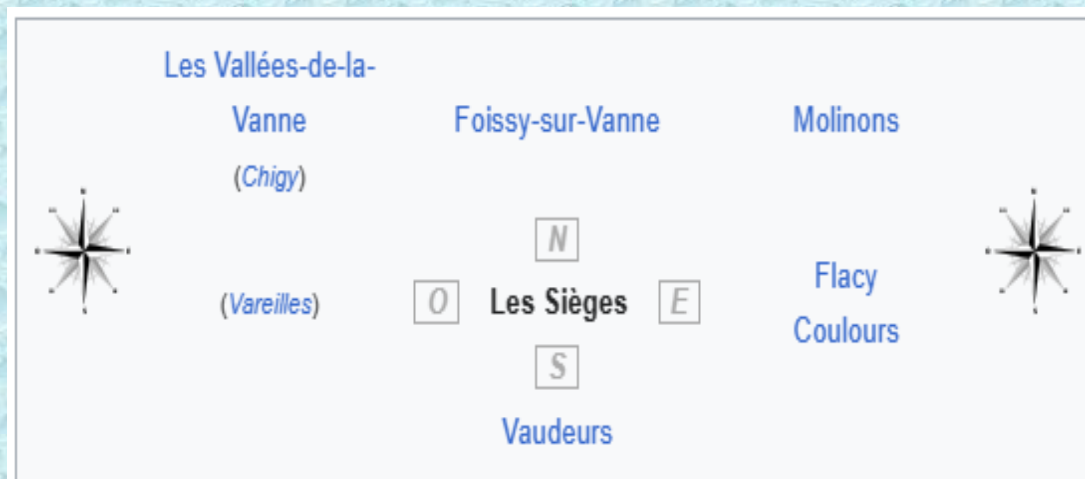 Les Vallées-de-la-
Vanne Foissy-sur-Vanne Molinons
(Chigy)
N
Flacy
(Vareilles) O Les Sièges E
Coulours
S
Vaudeurs